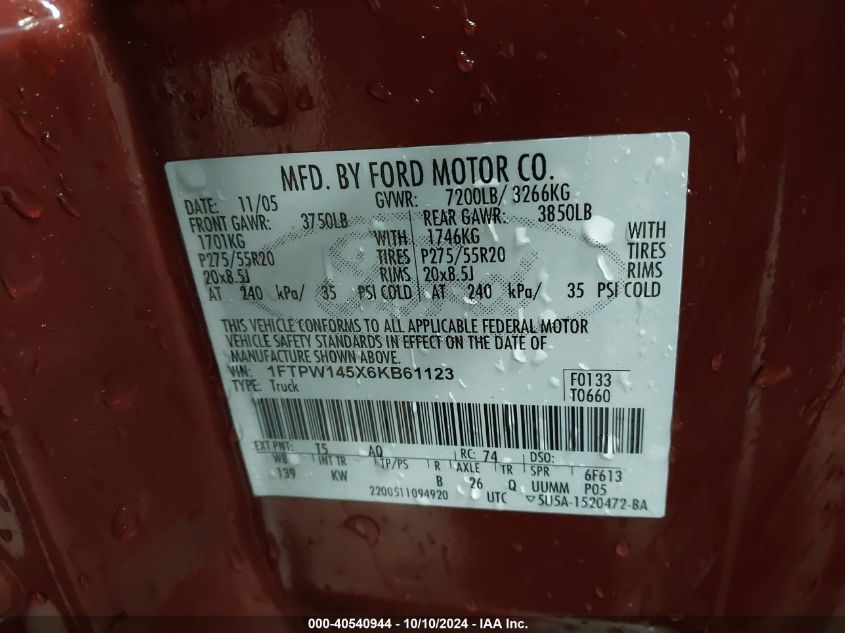 MFD. BY FORD MOTOR CO.
DATE: 11/05 GVWR: 7200LB/ 3266KG
FRONT GAWR: 3750LB REAR GAWR: 3850LB
1701KG WITH 1746KG WITH
P275/55R20 TIRES P275/55R20 TIRES
20x8.5J RIMS 20x8.5J RIMS
AT 240 kPa/ 35 PSI COLD AT 240 kPa/ 35 PSI COLD
THIS VEHICLE CONFORMS TO ALL APPLICABLE FEDERAL MOTOR
VEHICLE SAFETY STANDARDS IN EFFECT ON THE DATE OF
MANUFACTURE SHOWN ABOVE.
VIN: 1FTPW145X6KB61123 F0133
TYPE: Truck T0660
EXT PNT: T5 AQ RC: 74 DSO:
WB INT TR TP/PS R AXLE TR SPR 6F613
139 KW B 26 Q UUMM P05
2200511094920 UTC ▽5U5A-1520472-BA
000-40540944 - 10/10/2024 - IAA Inc.